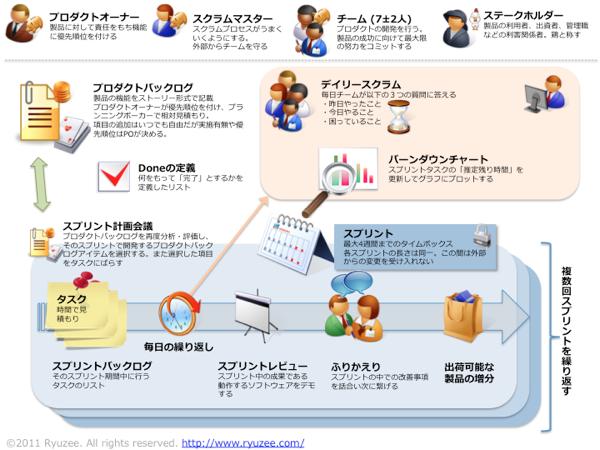 プロダクトオーナー
製品に対して責任をもち機能
に優先順位を付ける
スクラムマスター
スクラムプロセスがうまく
いくようにする。
外部からチームを守る
チーム (7±2人)
プロダクトの開発を行う。
製品の成功に向けて最大限
の努力をコミットする
ステークホルダー
製品の利用者、出資者、管理職
などの利害関係者。鶏と称す
プロダクトバックログ
製品の機能をストーリー形式で記載
プロダクトオーナーが優先順位を付け、プラ
ンニングポーカーで相対見積もり。
項目の追加はいつでも自由だが実施有無や優
先順位はPOが決める。
デイリースクラム
毎日チームが以下の３つの質問に答える
・昨日やったこと
・今日やること
・困っていること
バーンダウンチャート
スプリントタスクの「推定残り時間」を
更新してグラフにプロットする
Doneの定義
何をもって「完了」とするかを
定義したリスト
スプリント計画会議
プロダクトバックログを再度分析・評価し、
そのスプリントで開発するプロダクトバック
ログアイテムを選択する。また選択した項目
をタスクにばらす
スプリント
最大4週間までのタイムボックス
各スプリントの長さは同一。この間は外部
からの変更を受け入れない
複数回スプリントを繰り返す
タスク
時間で見
積もり
毎日の繰り返し
スプリントバックログ
そのスプリント期間中に行う
タスクのリスト
スプリントレビュー
スプリント中の成果である
動作するソフトウェアをデモ
する
ふりかえり
スプリントの中での改善事項
を話合い次に繋げる
出荷可能な
製品の増分
©2011 Ryuzee. All rights reserved. http://www.ryuzee.com/